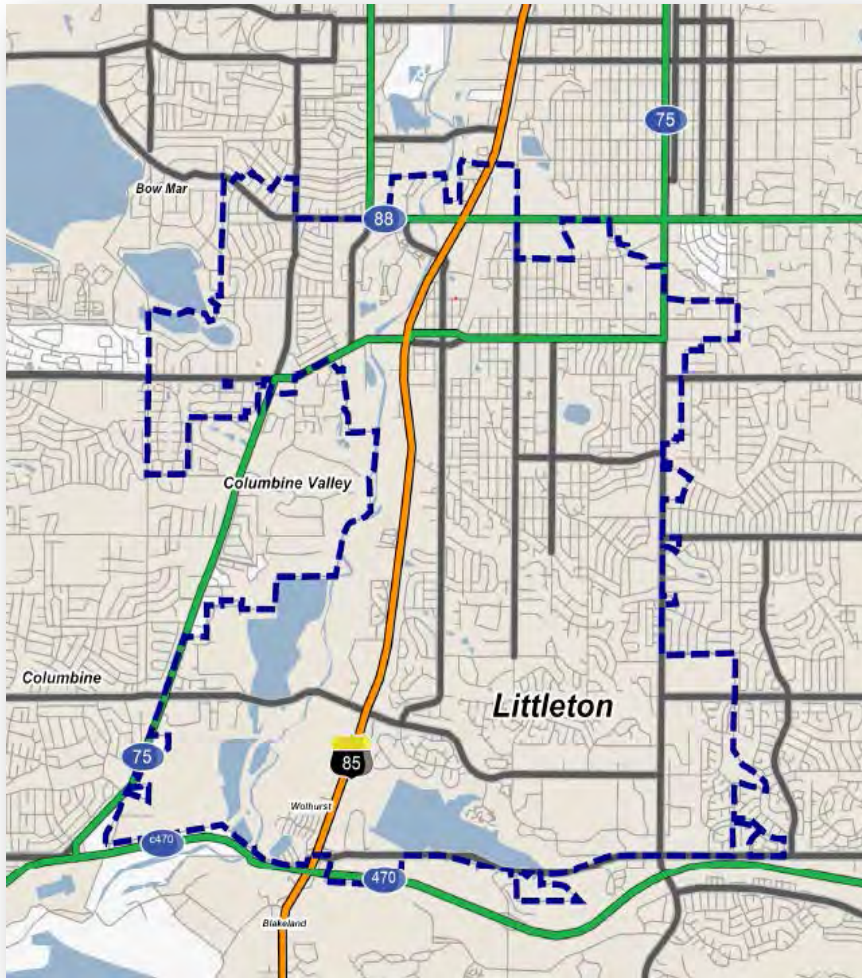 75
Bow Mar
88
Columbine Valley
Columbine
Littleton
75
85
Wolhurst
c470
470
Blakeland